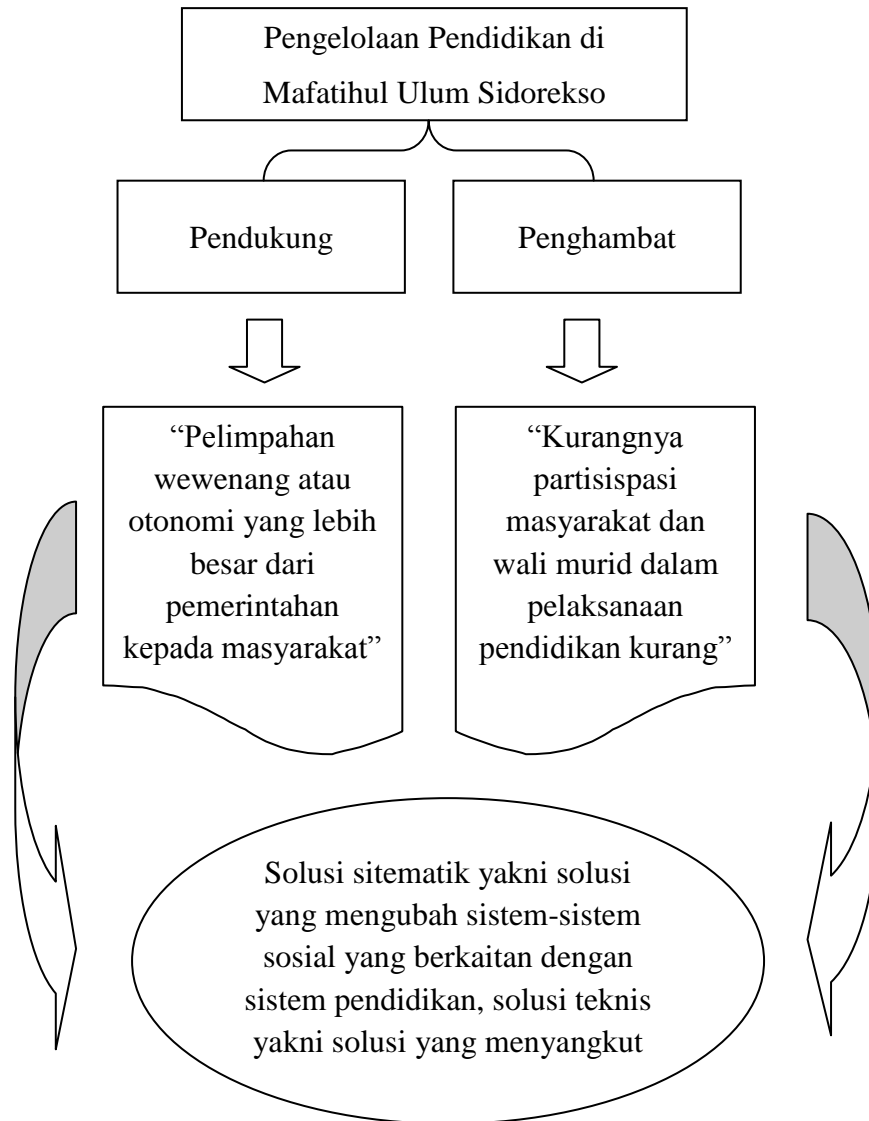 Pengelolaan Pendidikan di
Mafatihul Ulum Sidorekso
Pendukung
Penghambat
“Pelimpahan
wewenang atau
otonomi yang lebih
besar dari
pemerintahan
kepada masyarakat”
“Kurangnya
partisispasi
masyarakat dan
wali murid dalam
pelaksanaan
pendidikan kurang”
Solusi sitematik yakni solusi
yang mengubah sistem-sistem
sosial yang berkaitan dengan
sistem pendidikan, solusi teknis
yakni solusi yang menyangkut